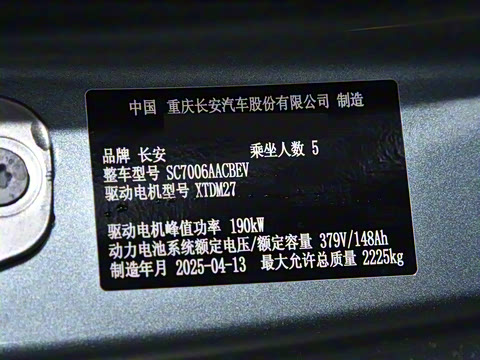 中国 重庆长安汽车股份有限公司 制造
品牌 长安 乘坐人数 5
整车型号 SC7006AACBEV
驱动电机型号 XTDM27
驱动电机峰值功率 190kW
动力电池系统额定电压/额定容量 379V/148Ah
制造年月 2025-04-13 最大允许总质量 2225kg